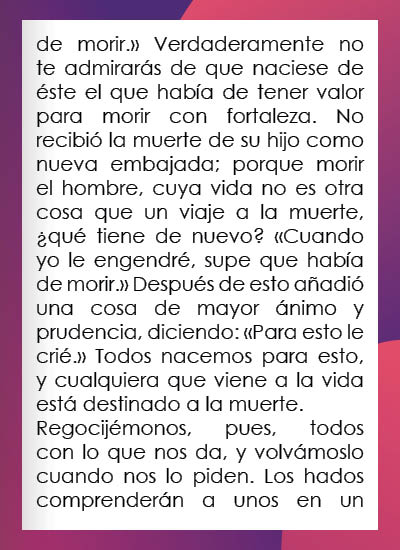 de morir.» Verdaderamente no
te admirarás de que naciese de
éste el que había de tener valor
para morir con fortaleza. No
recibió la muerte de su hijo como
nueva embajada; porque morir
el hombre, cuya vida no es otra
cosa que un viaje a la muerte,
¿qué tiene de nuevo? «Cuando
yo le engendré, supe que había
de morir.» Después de esto añadió
una cosa de mayor ánimo y
prudencia, diciendo: «Para esto le
crié.» Todos nacemos para esto,
y cualquiera que viene a la vida
está destinado a la muerte.
Regocijémonos, pues, todos
con lo que nos da, y volvámoslo
cuando nos lo piden. Los hados
comprenderán a unos en un